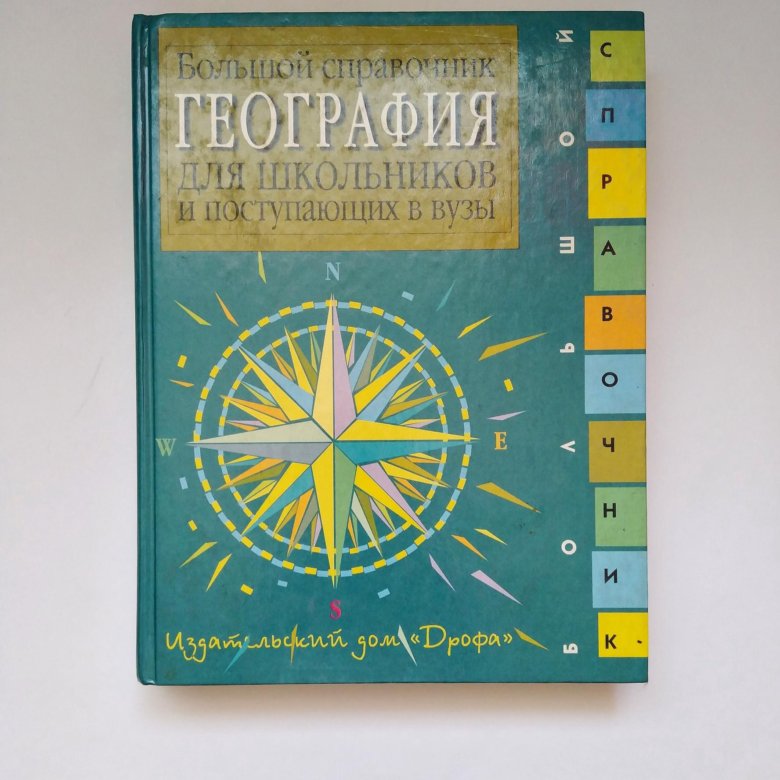 Большой справочник
ГЕОГРАФИЯ
ДЛЯ ШКОЛЬНИКОВ
И ПОСТУПАЮЩИХ В ВУЗЫ
N
W
E
S
Издательский дом «Дрофа»
БОЛЬШОЙ
СПРАВОЧНИК